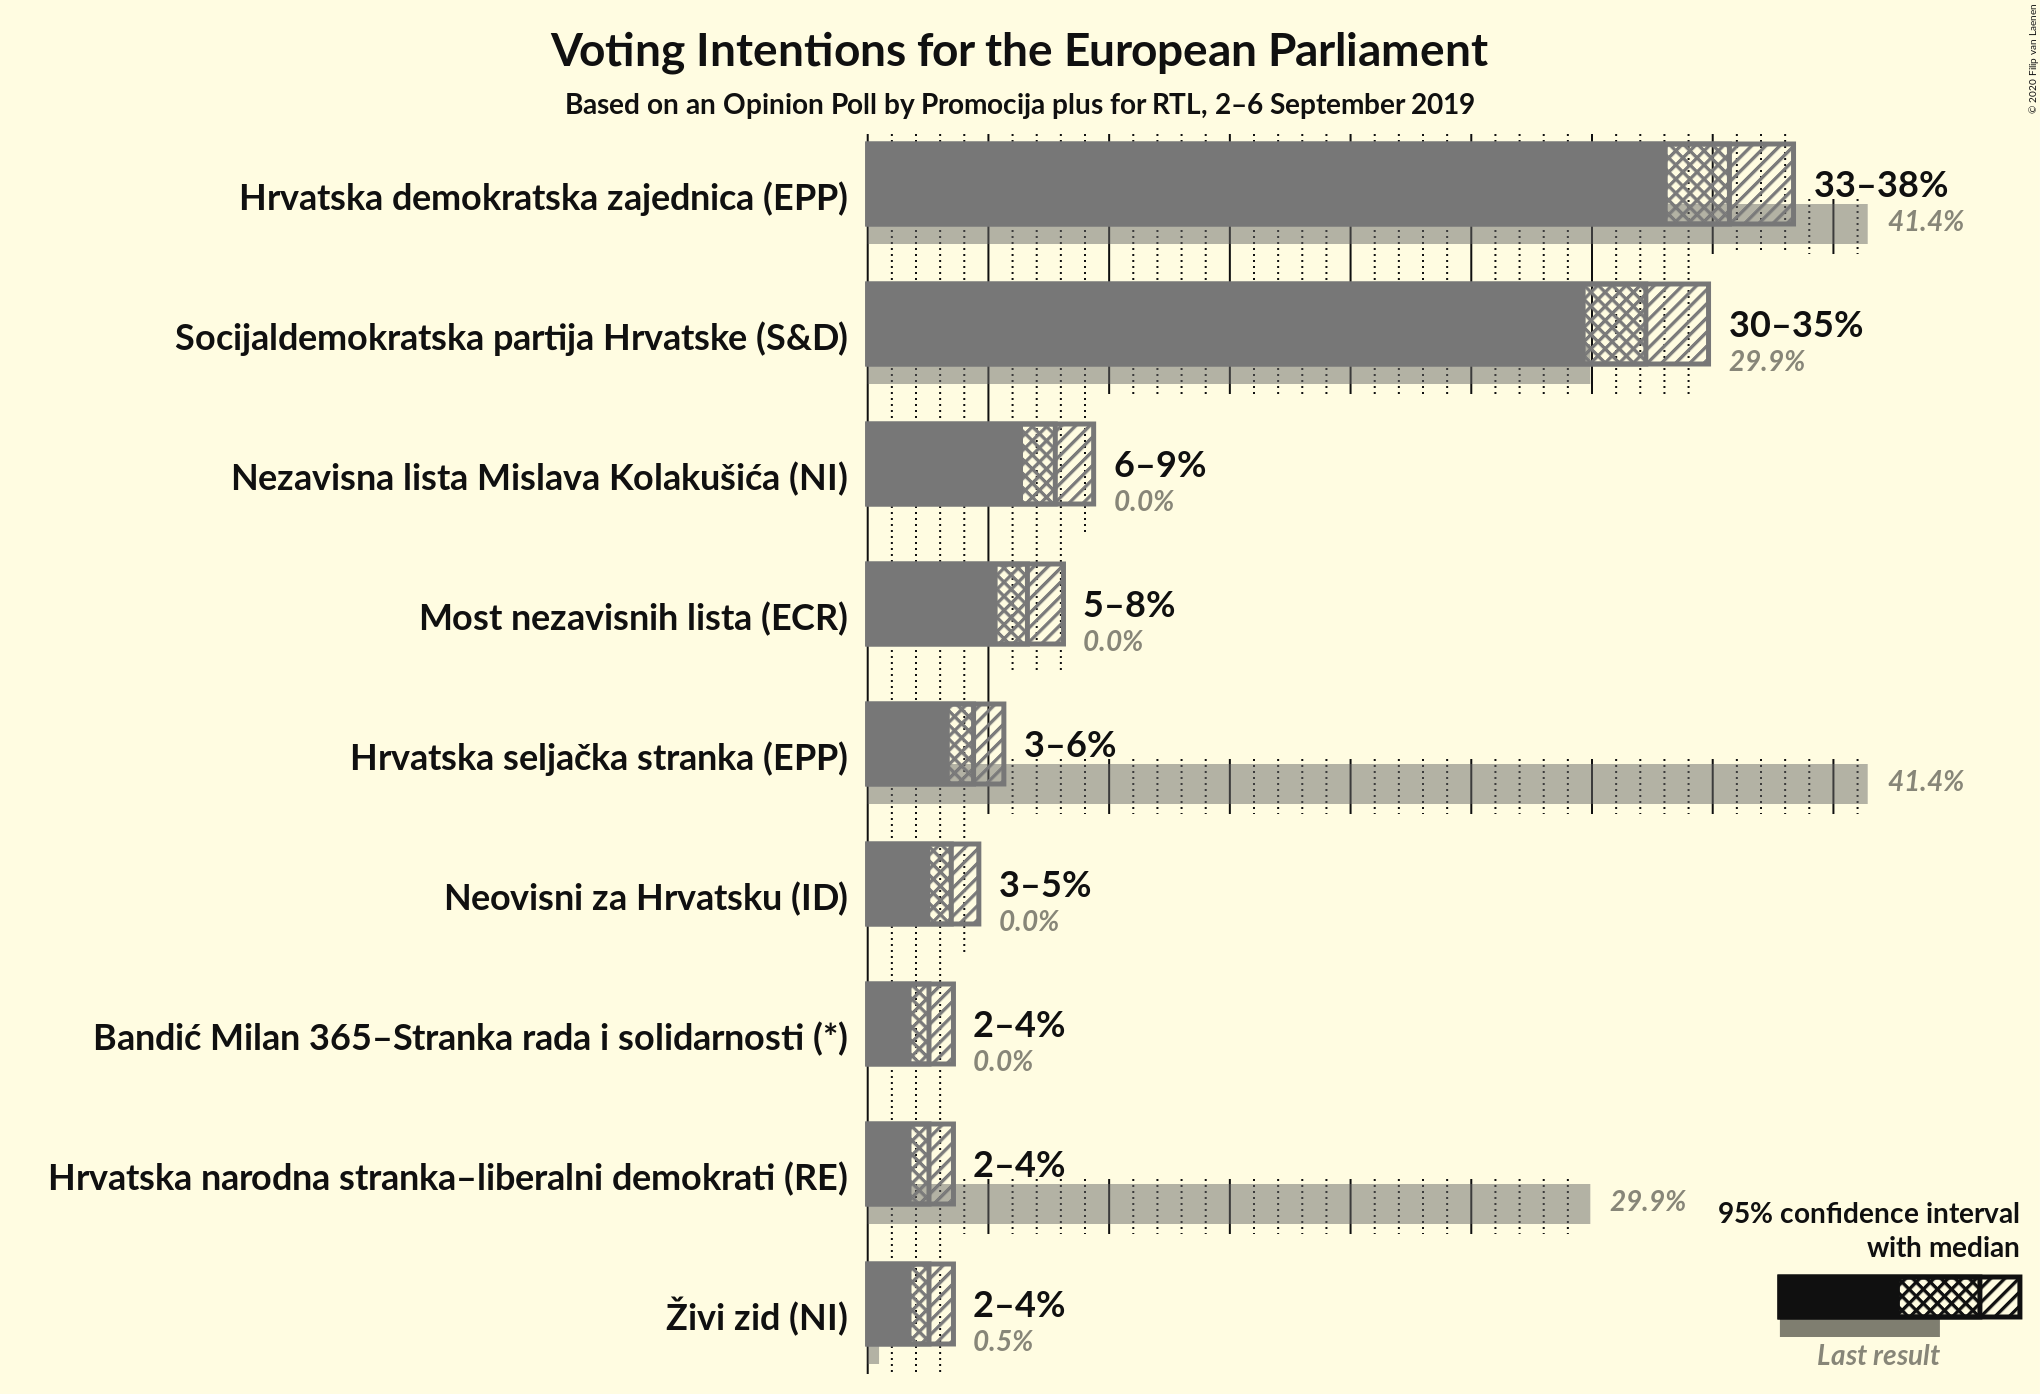 Voting Intentions for the European Parliament
Based on an Opinion Poll by Promocija plus for RTL, 2–6 September 2019
© 2020 Filip van Laenen
Hrvatska demokratska zajednica (EPP)
33–38%
41.4%
Socijaldemokratska partija Hrvatske (S&D)
30–35%
29.9%
Nezavisna lista Mislava Kolakušića (NI)
6–9%
0.0%
Most nezavisnih lista (ECR)
5–8%
0.0%
Hrvatska seljačka stranka (EPP)
3–6%
41.4%
Neovisni za Hrvatsku (ID)
3–5%
0.0%
Bandić Milan 365–Stranka rada i solidarnosti (*)
2–4%
0.0%
Hrvatska narodna stranka–liberalni demokrati (RE)
2–4%
29.9%
Živi zid (NI)
2–4%
0.5%
95% confidence interval
with median
Last result